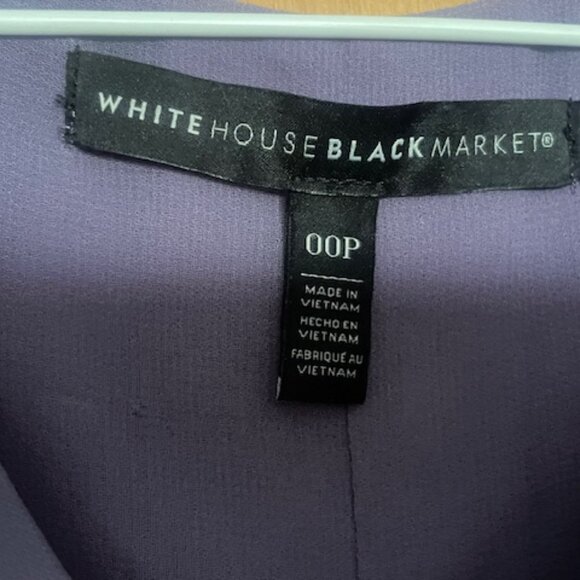 WHITE HOUSE BLACK MARKET®
00P
MADE IN
VIETNAM
HECHO EN
VIETNAM
FABRIQUÉ AU
VIETNAM